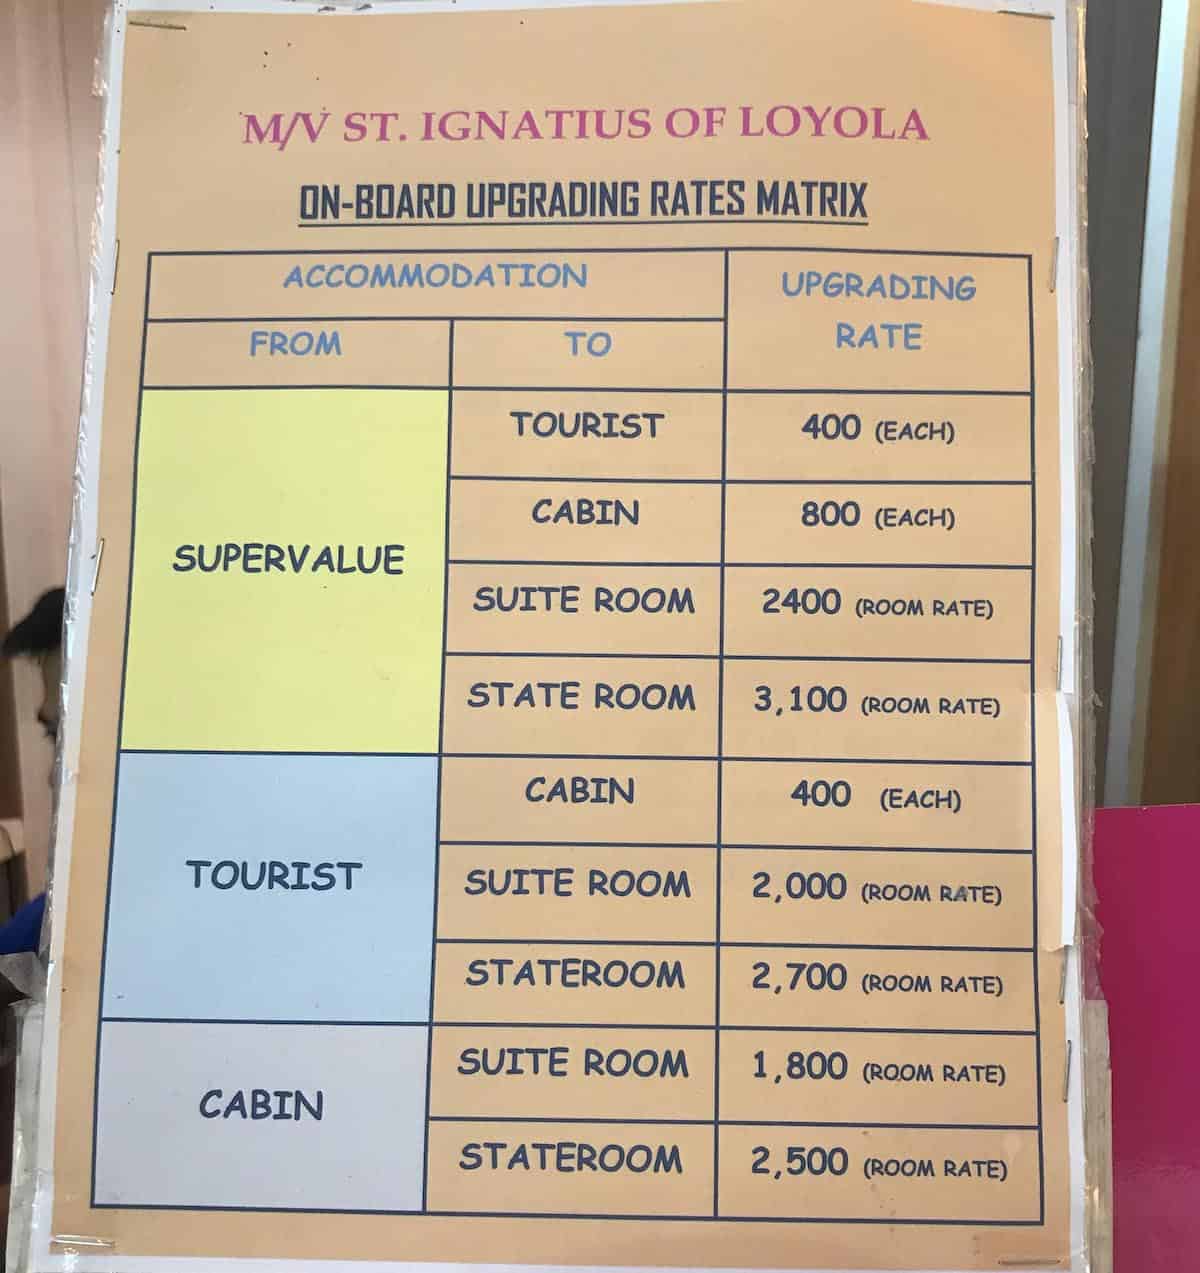 M/V ST. IGNATIUS OF LOYOLA
ON-BOARD UPGRADING RATES MATRIX
ACCOMMODATION
UPGRADING
RATE
FROM
TO
SUPERVALUE
TOURIST
400 (EACH)
CABIN
800 (EACH)
SUITE ROOM
2400 (ROOM RATE)
STATE ROOM
3,100 (ROOM RATE)
TOURIST
CABIN
400 (EACH)
SUITE ROOM
2,000 (ROOM RATE)
STATEROOM
2,700 (ROOM RATE)
CABIN
SUITE ROOM
1,800 (ROOM RATE)
STATEROOM
2,500 (ROOM RATE)